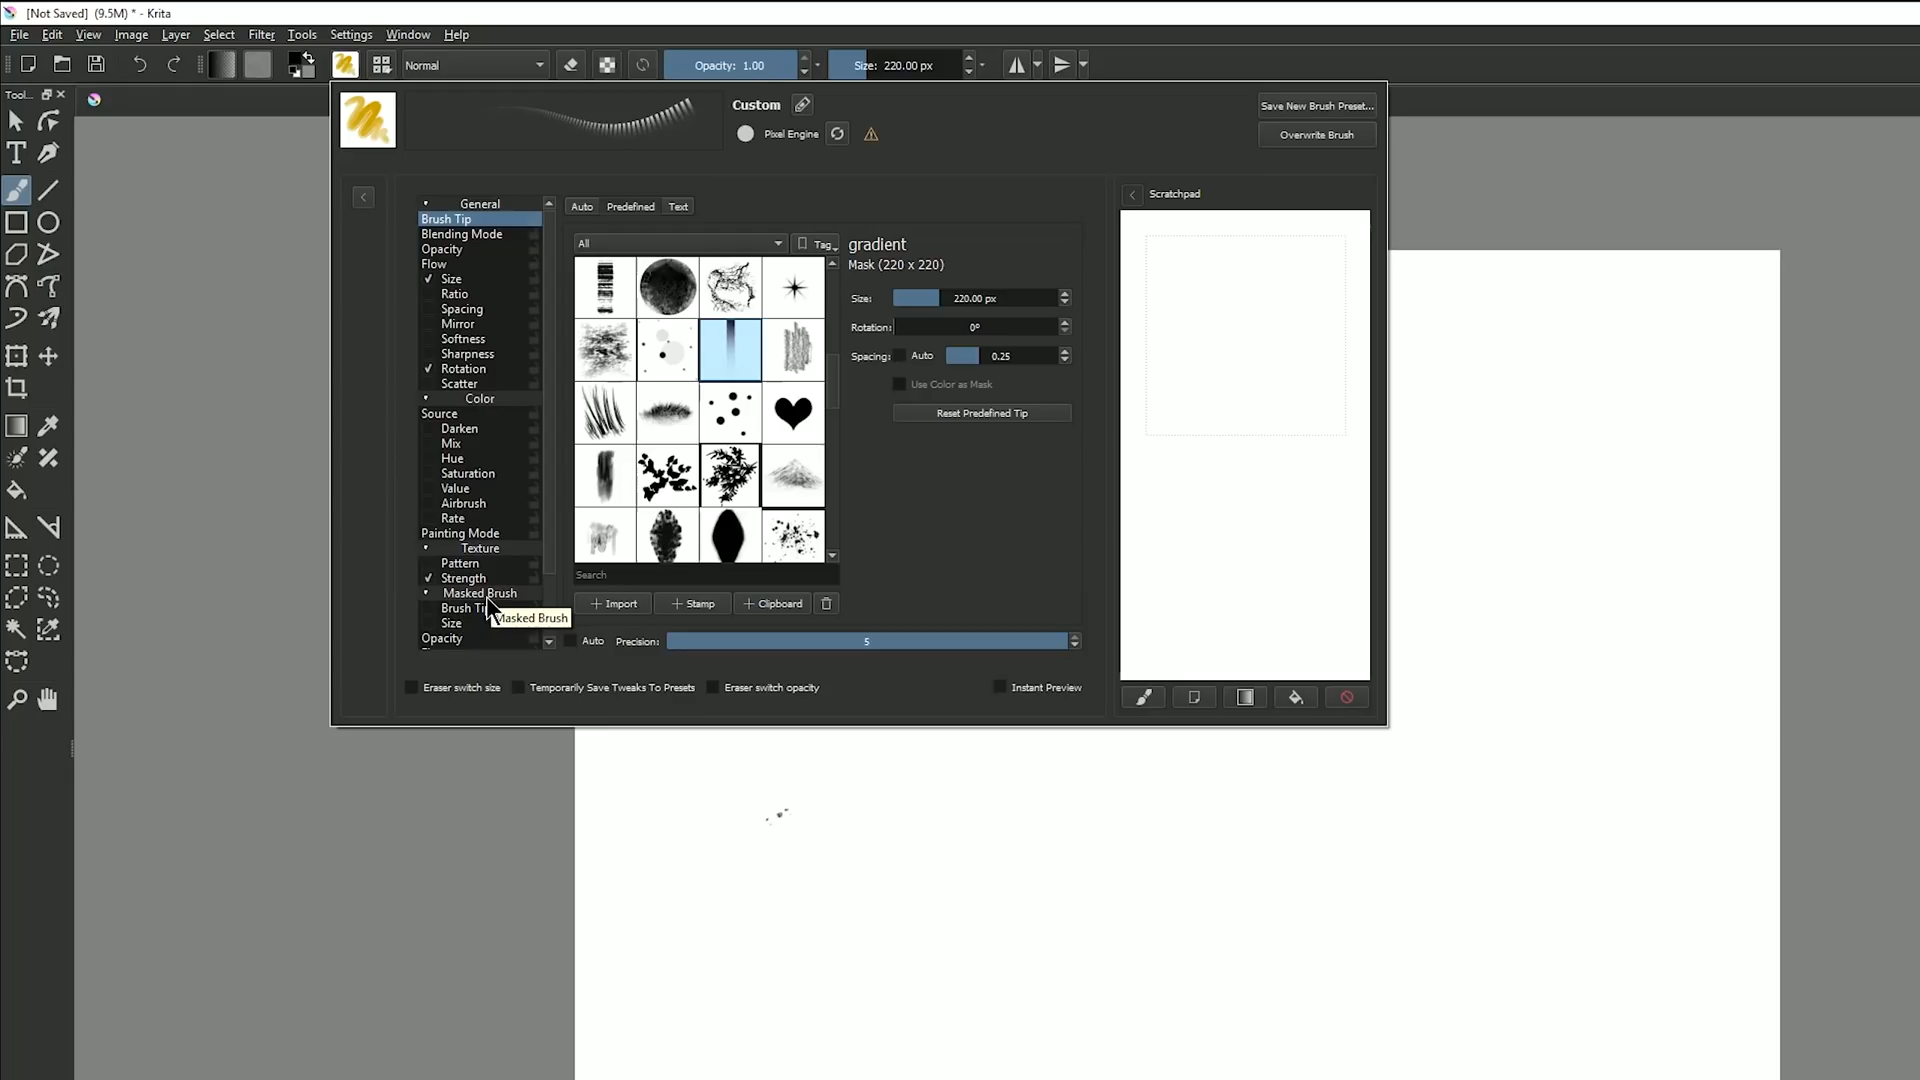 [Not Saved] (9.5M) * - Krita
File Edit View Image Layer Select Filter Tools Settings Window Help
Normal Opacity: 1.00 Size: 220.00 px
Tool...
Custom
Save New Brush Preset...
Pixel Engine
Overwrite Brush
Scratchpad
General
Brush Tip
Blending Mode
Opacity
Flow
Size
Ratio
Spacing
Mirror
Softness
Sharpness
Rotation
Scatter
Color
Source
Darken
Mix
Hue
Saturation
Value
Airbrush
Rate
Painting Mode
Texture
Pattern
Strength
Masked Brush
Brush Ti
Size
Opacity
Masked Brush
Auto Predefined Text
All Tag
Search
Import Stamp Clipboard
gradient
Mask (220 x 220)
Size: 220.00 px
Rotation: 0°
Spacing: Auto 0.25
Use Color as Mask
Reset Predefined Tip
Auto Precision: 5
Eraser switch size Temporarily Save Tweaks To Presets Eraser switch opacity Instant Preview